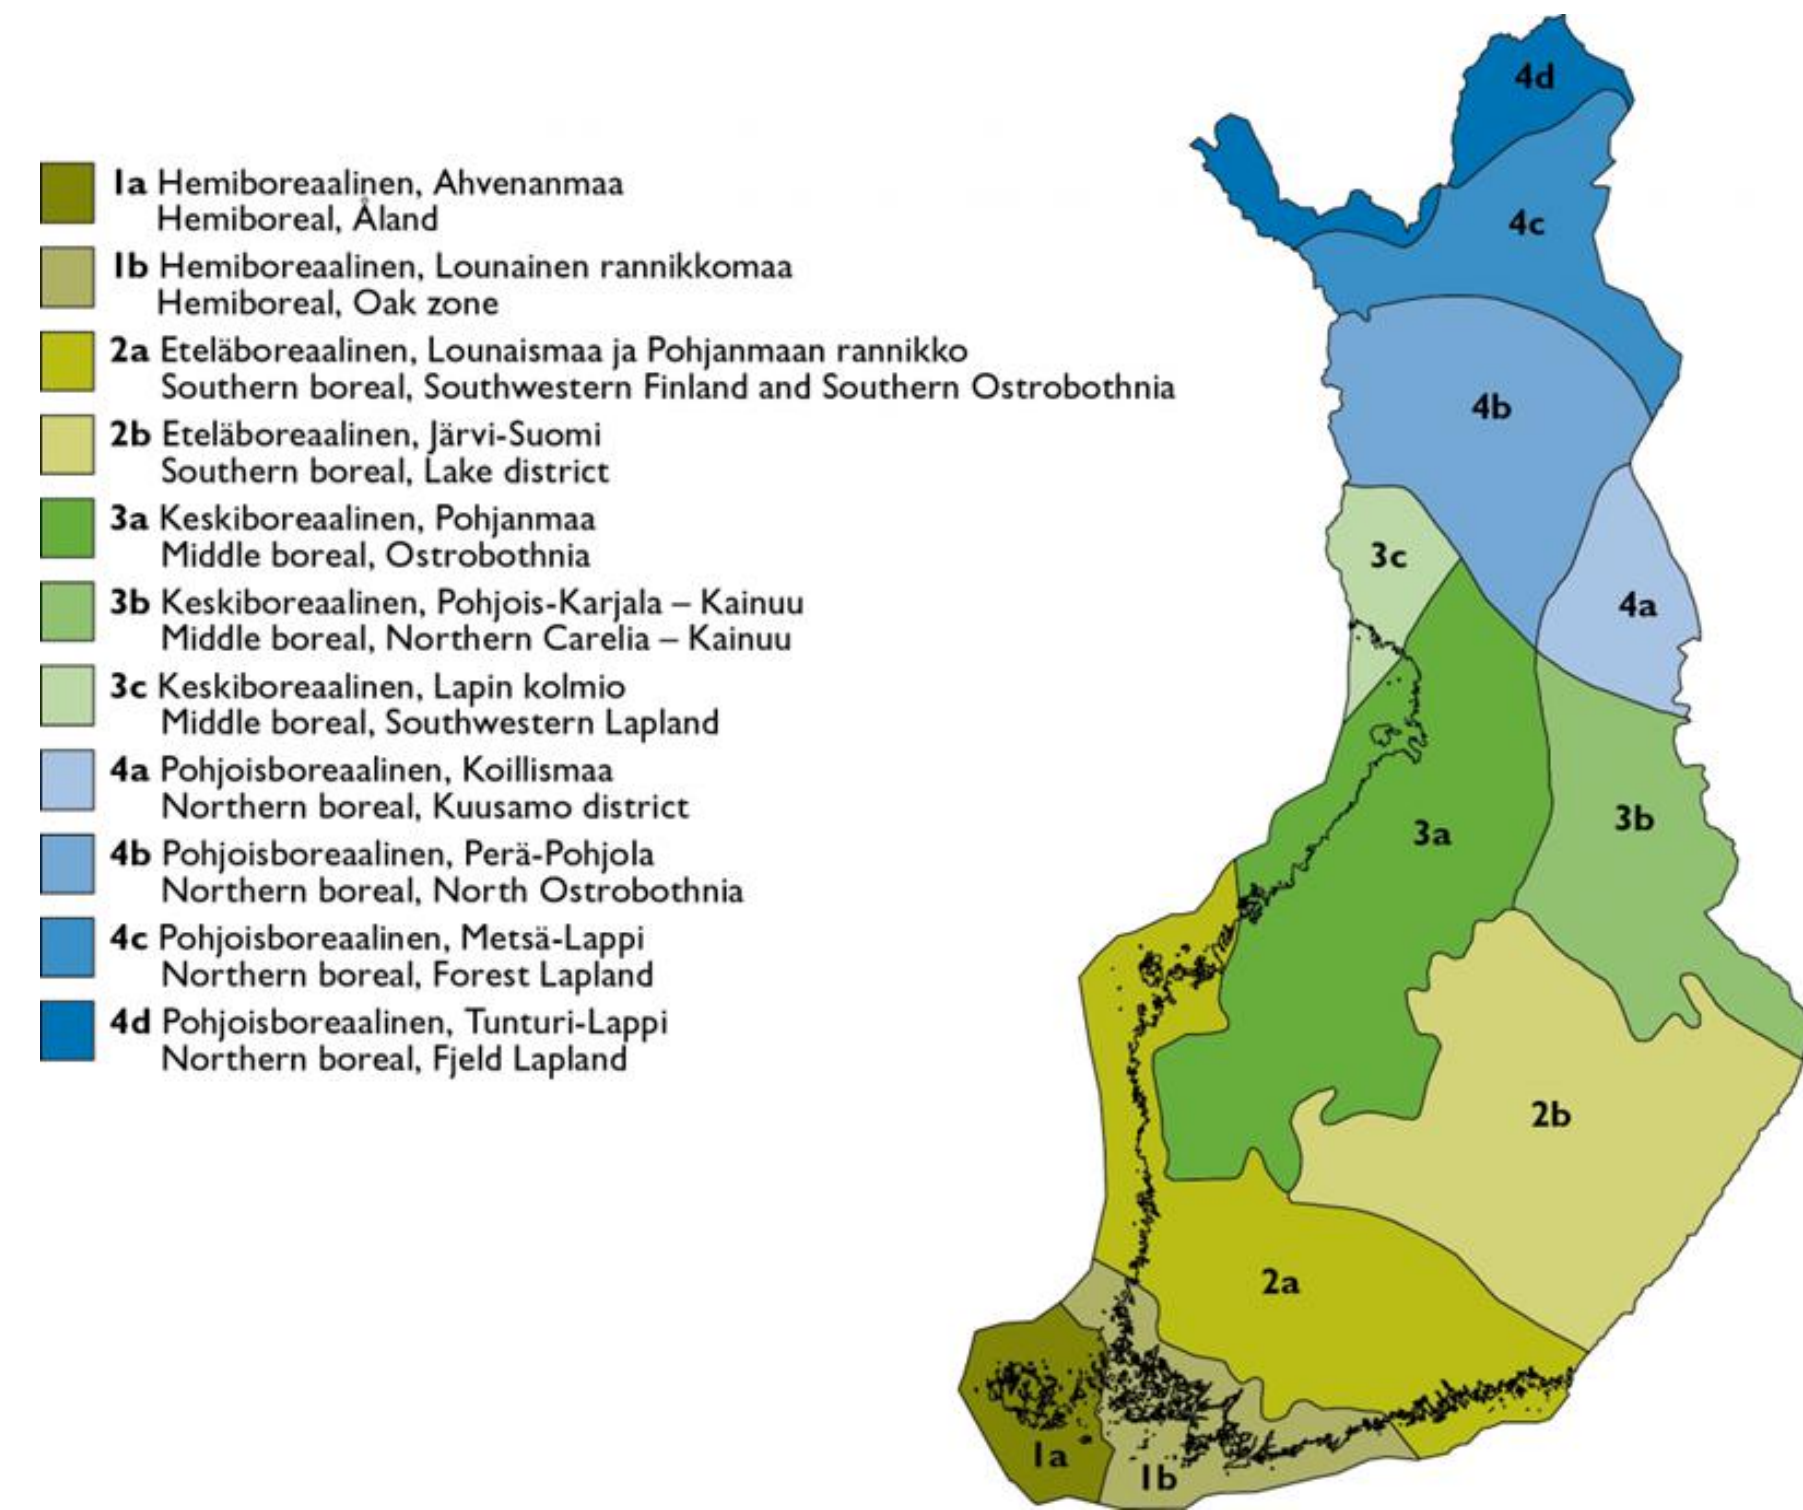 1a Hemiboreaalinen, Ahvenanmaa
Hemiboreal, Åland
1b Hemiboreaalinen, Lounainen rannikkomaa
Hemiboreal, Oak zone
2a Eteläboreaalinen, Lounaismaa ja Pohjanmaan rannikko
Southern boreal, Southwestern Finland and Southern Ostrobothnia
2b Eteläboreaalinen, Järvi-Suomi
Southern boreal, Lake district
3a Keskiboreaalinen, Pohjanmaa
Middle boreal, Ostrobothnia
3b Keskiboreaalinen, Pohjois-Karjala – Kainuu
Middle boreal, Northern Carelia – Kainuu
3c Keskiboreaalinen, Lapin kolmio
Middle boreal, Southwestern Lapland
4a Pohjoisboreaalinen, Koillismaa
Northern boreal, Kuusamo district
4b Pohjoisboreaalinen, Perä-Pohjola
Northern boreal, North Ostrobothnia
4c Pohjoisboreaalinen, Metsä-Lappi
Northern boreal, Forest Lapland
4d Pohjoisboreaalinen, Tunturi-Lappi
Northern boreal, Fjeld Lapland
4d
4c
4b
3c
4a
3b
3a
2b
2a
1a
1b